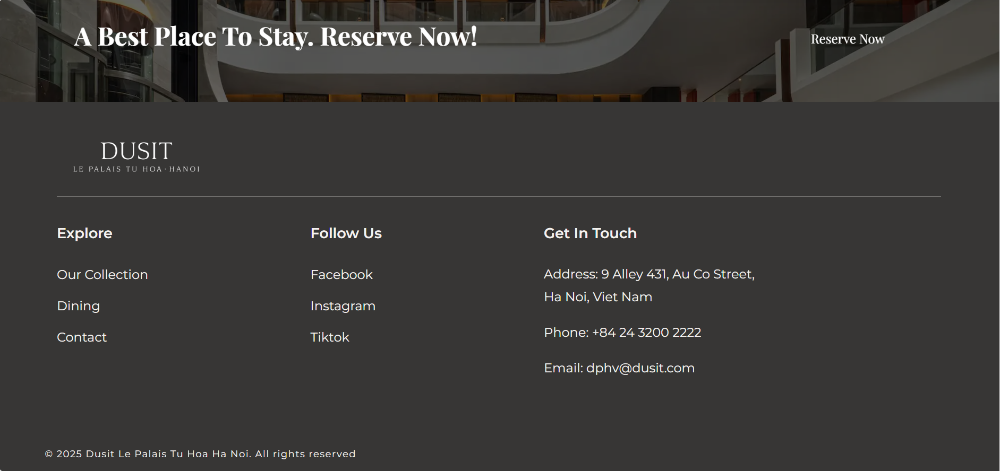 A Best Place To Stay. Reserve Now!
Reserve Now
DUSIT
LE PALAIS TU HOA·HANOI
Explore
Our Collection
Dining
Contact
Follow Us
Facebook
Instagram
Tiktok
Get In Touch
Address: 9 Alley 431, Au Co Street,
Ha Noi, Viet Nam
Phone: +84 24 3200 2222
Email: dphv@dusit.com
© 2025 Dusit Le Palais Tu Hoa Ha Noi. All rights reserved